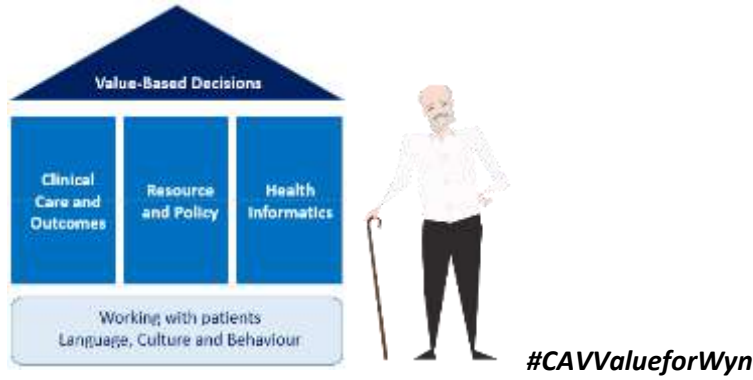 Value-Based Decisions
Clinical
Care and
Outcomes
Resource
and Policy
Health
Informatics
Working with patients
Language, Culture and Behaviour
#CAVValueforWyn